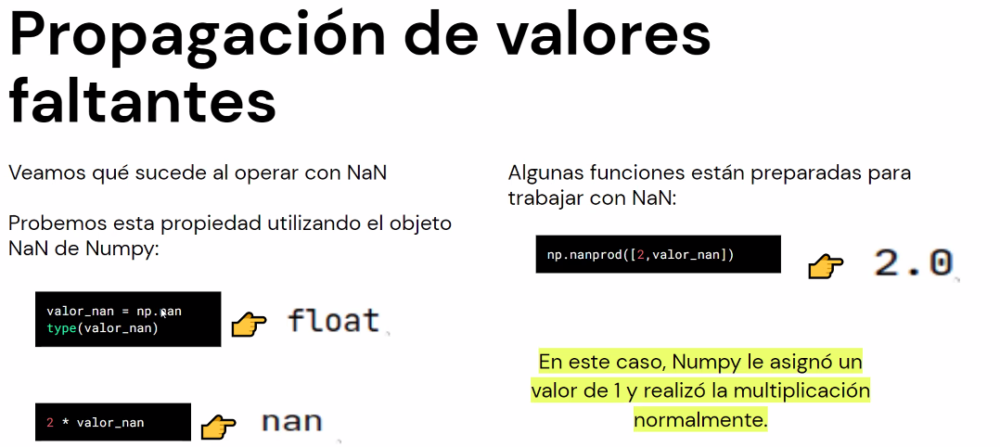 Propagación de valores
faltantes
Veamos qué sucede al operar con NaN
Probemos esta propiedad utilizando el objeto
NaN de Numpy:
valor_nan = np.nan
type(valor_nan)
float
2 * valor_nan
nan
Algunas funciones están preparadas para
trabajar con NaN:
np.nanprod([2,valor_nan])
2.0
En este caso, Numpy le asignó un
valor de 1 y realizó la multiplicación
normalmente.